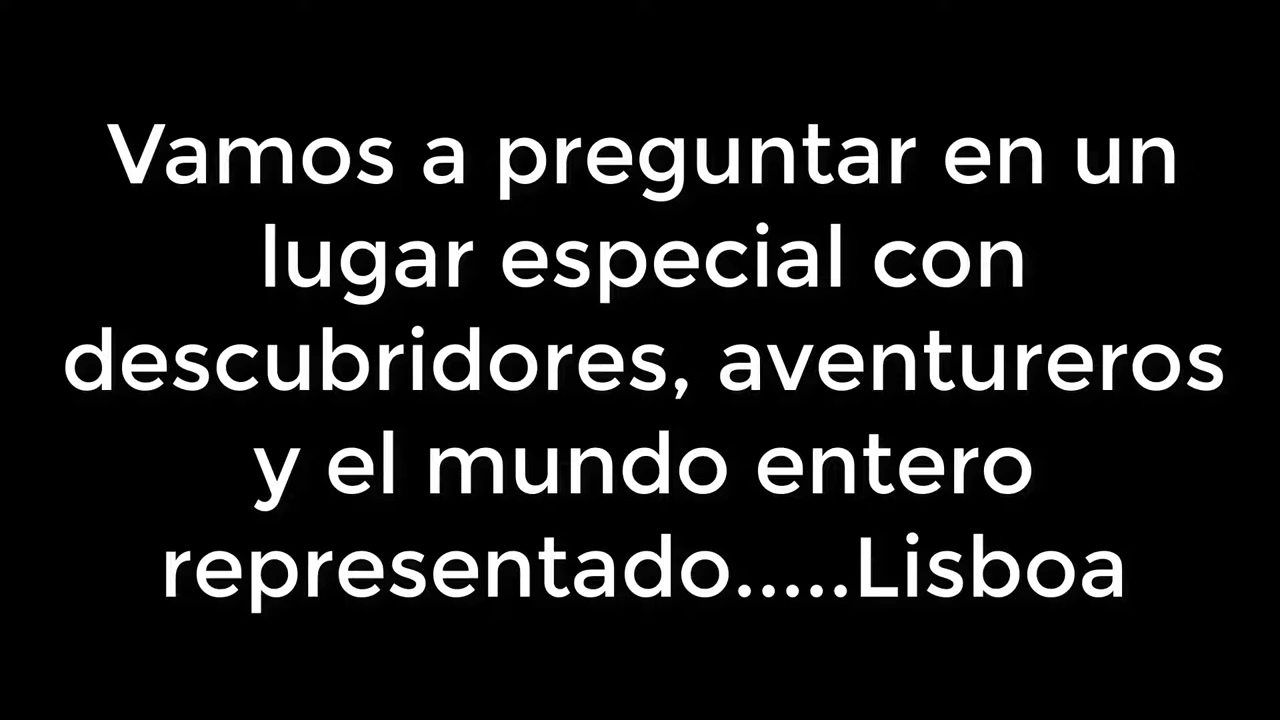 Vamos a preguntar en un
lugar especial con
descubridores, aventureros
y el mundo entero
representado.....Lisboa